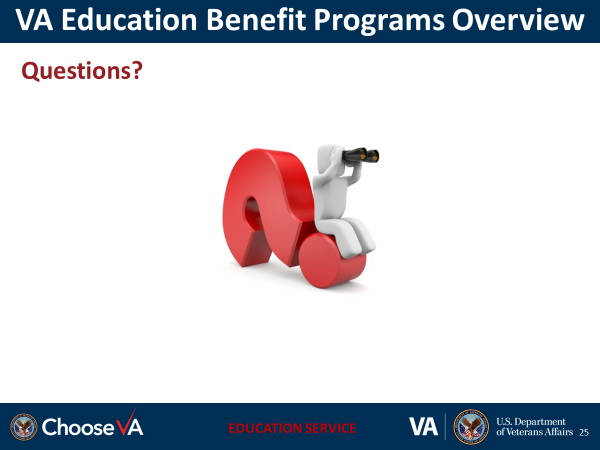 VA Education Benefit Programs Overview
Questions?
ChooseVA
EDUCATION SERVICE
VA
U.S. Department
of Veterans Affairs
25